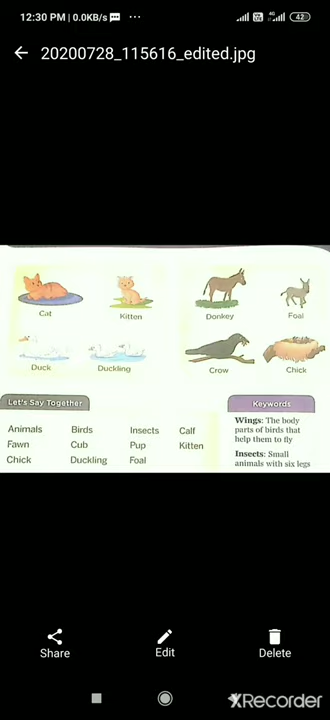 12:30 PM | 0.0KB/s
42
20200728_115616_edited.jpg
Cat
Kitten
Donkey
Foal
Duck
Duckling
Crow
Chick
Let's Say Together
Animals Birds Insects Calf
Fawn Cub Pup Kitten
Chick Duckling Foal
Keywords
Wings: The body
parts of birds that
help them to fly
Insects: Small
animals with six legs
Share Edit Delete
XRecorder